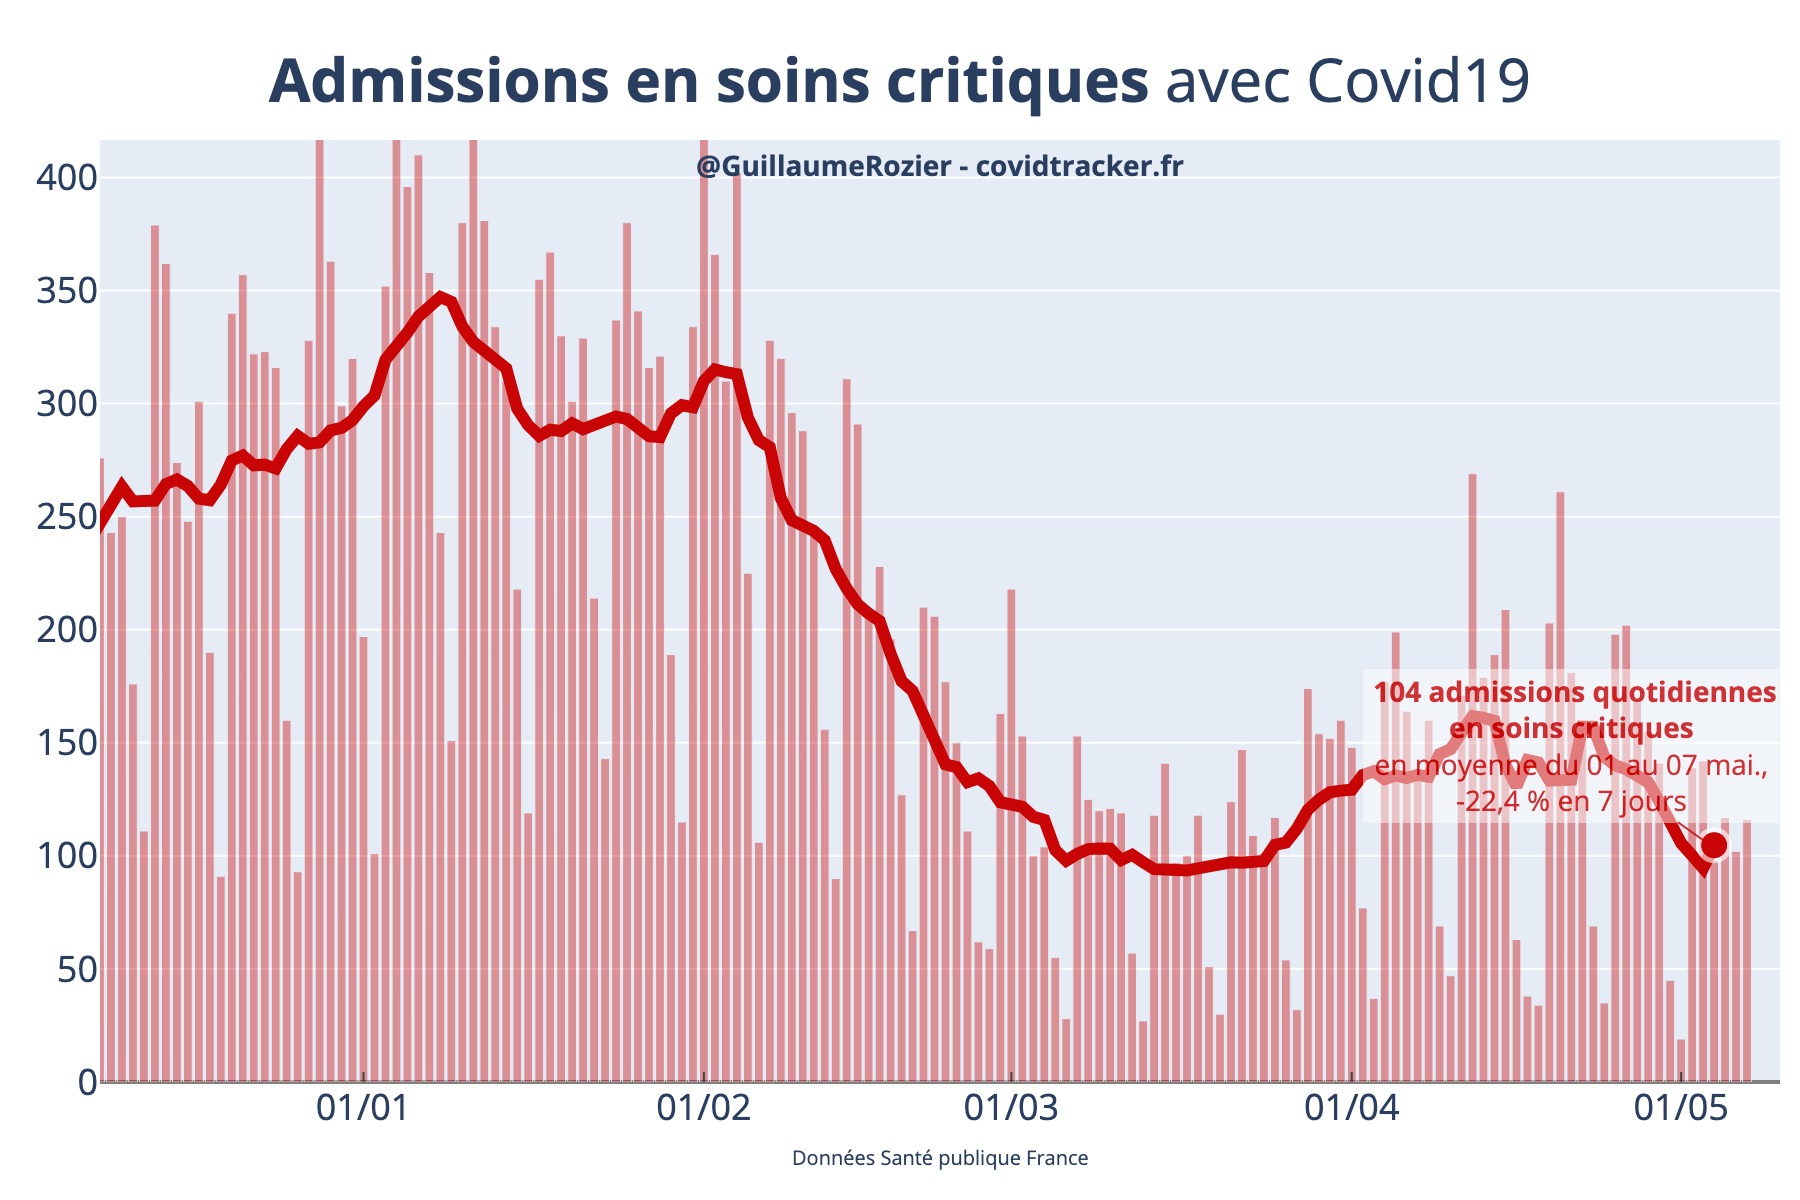 Admissions en soins critiques avec Covid19
@GuillaumeRozier - covidtracker.fr
400
350
300
250
200
150
100
50
0
104 admissions quotidiennes
en soins critiques
en moyenne du 01 au 07 mai.,
-22,4 % en 7 jours
01/01
01/02
01/03
01/04
01/05
Données Santé publique France